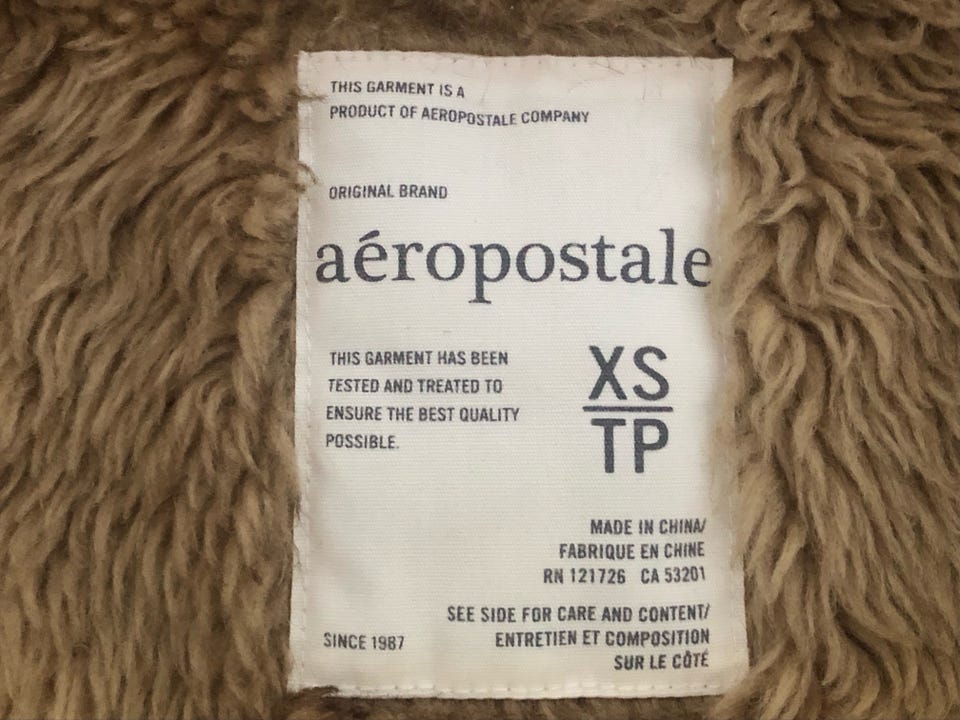 THIS GARMENT IS A
PRODUCT OF AEROPOSTALE COMPANY
ORIGINAL BRAND
aéropostale
THIS GARMENT HAS BEEN
TESTED AND TREATED TO
ENSURE THE BEST QUALITY
POSSIBLE.
XS
TP
MADE IN CHINA/
FABRIQUE EN CHINE
RN 121726 CA 53201
SEE SIDE FOR CARE AND CONTENT/
ENTRETIEN ET COMPOSITION
SUR LE CÔTÉ
SINCE 1987